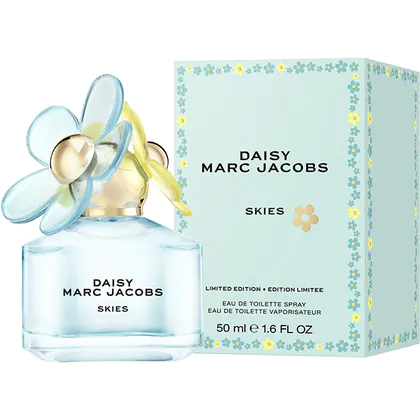 DAISY
MARC JACOBS
SKIES
DAISY
MARC JACOBS
SKIES
LIMITED EDITION • EDITION LIMITEE
EAU DE TOILETTE SPRAY
EAU DE TOILETTE VAPORISATEUR
50 ml ℮ 1.6 FL OZ